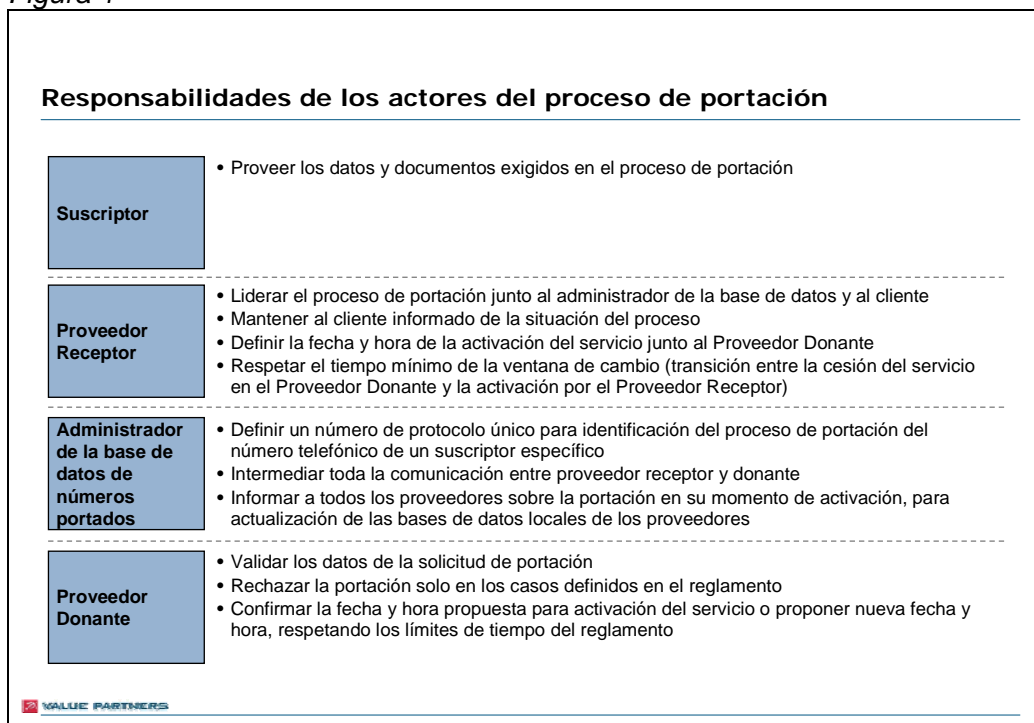 Responsabilidades de los actores del proceso de portación
Suscriptor
• Proveer los datos y documentos exigidos en el proceso de portación
Proveedor
Receptor
• Liderar el proceso de portación junto al administrador de la base de datos y al cliente
• Mantener al cliente informado de la situación del proceso
• Definir la fecha y hora de la activación del servicio junto al Proveedor Donante
• Respetar el tiempo mínimo de la ventana de cambio (transición entre la cesión del servicio
en el Proveedor Donante y la activación por el Proveedor Receptor)
Administrador
de la base de
datos de
números
portados
• Definir un número de protocolo único para identificación del proceso de portación del
número telefónico de un suscriptor específico
• Intermediar toda la comunicación entre proveedor receptor y donante
• Informar a todos los proveedores sobre la portación en su momento de activación, para
actualización de las bases de datos locales de los proveedores
Proveedor
Donante
• Validar los datos de la solicitud de portación
• Rechazar la portación solo en los casos definidos en el reglamento
• Confirmar la fecha y hora propuesta para activación del servicio o proponer nueva fecha y
hora, respetando los límites de tiempo del reglamento
VALUE PARTNERS